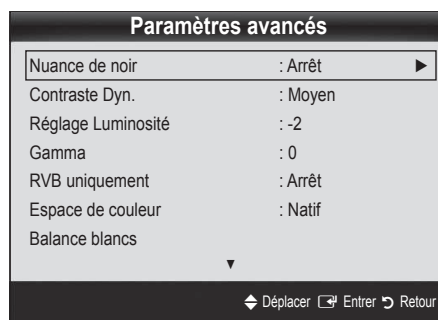 Paramètres avancés
Nuance de noir : Arrêt ►
Contraste Dyn. : Moyen
Réglage Luminosité : -2
Gamma : 0
RVB uniquement : Arrêt
Espace de couleur : Natif
Balance blancs
▼
Déplacer Entrer Retour